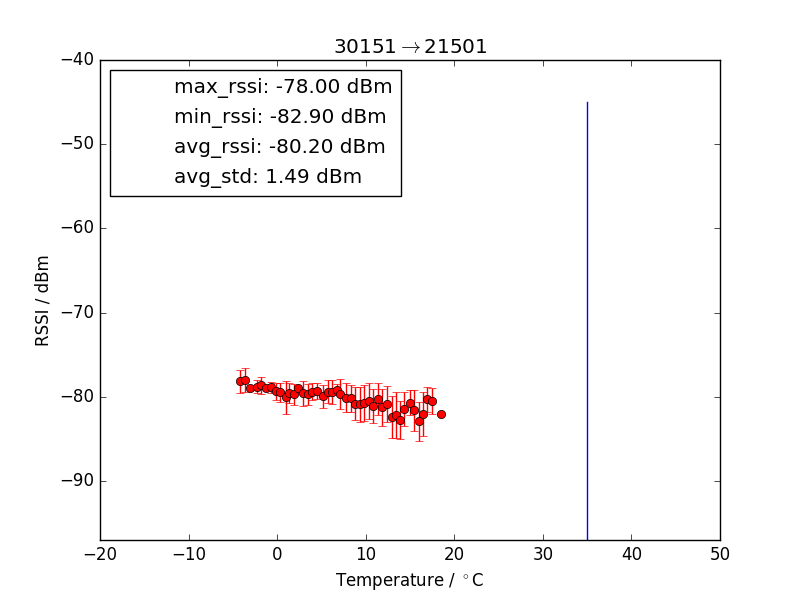 30151→21501
max_rssi: -78.00 dBm
min_rssi: -82.90 dBm
avg_rssi: -80.20 dBm
avg_std: 1.49 dBm
−40
−50
−60
−70
−80
−90
RSSI / dBm
−20
−10
0
10
20
30
40
50
Temperature / °C